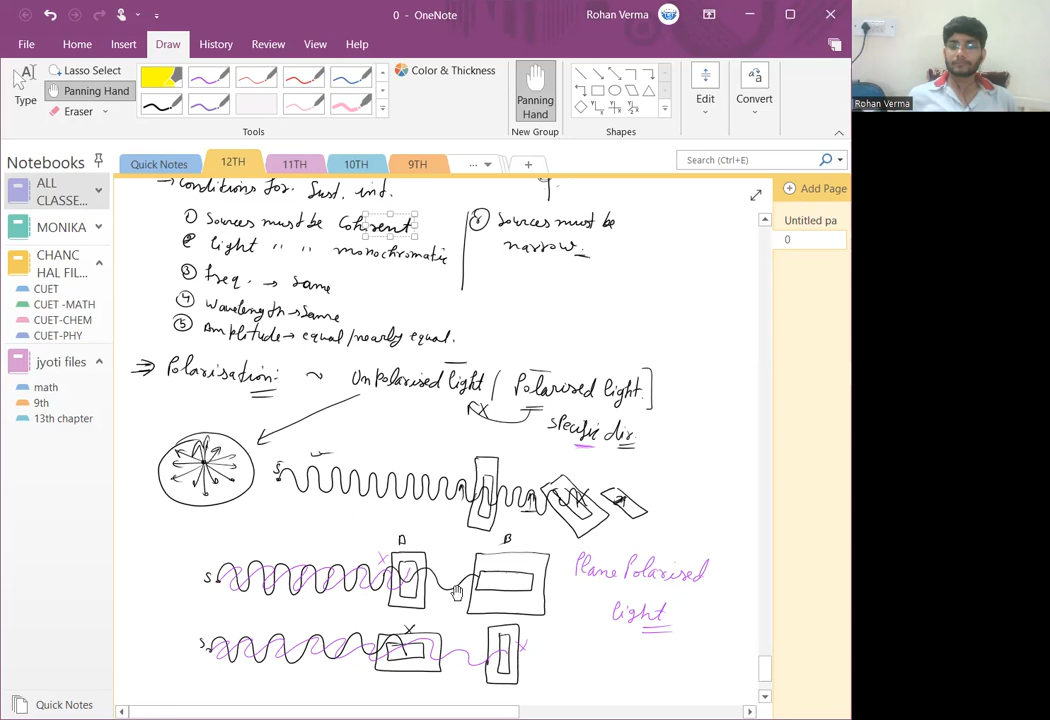 0 - OneNote
Rohan Verma
File Home Insert Draw History Review View Help
Type
Lasso Select
Panning Hand
Eraser
Color & Thickness
Panning Hand
Edit
Convert
Tools
New Group
Shapes
Rohan Verma
Notebooks
Quick Notes
12TH
11TH
10TH
9TH
...
Search (Ctrl+E)
ALL CLASSE...
MONIKA
CHANC HAL FIL...
CUET
CUET -MATH
CUET-CHEM
CUET-PHY
jyoti files
math
9th
13th chapter
Quick Notes
Add Page
Untitled pa
0
→ Conditions for Sust. int.
① Sources must be Cohirent
② light " " monochromatic
③ freq. → same
④ Wavelength → Same
⑤ Amplitude → equal/nearly equal.
Sources must be
narrow.
⇒ Polarisation: ~ Unpolarised light / Polarised light.]
specific dir.
S
A B
S
S
Plane Polarised
light